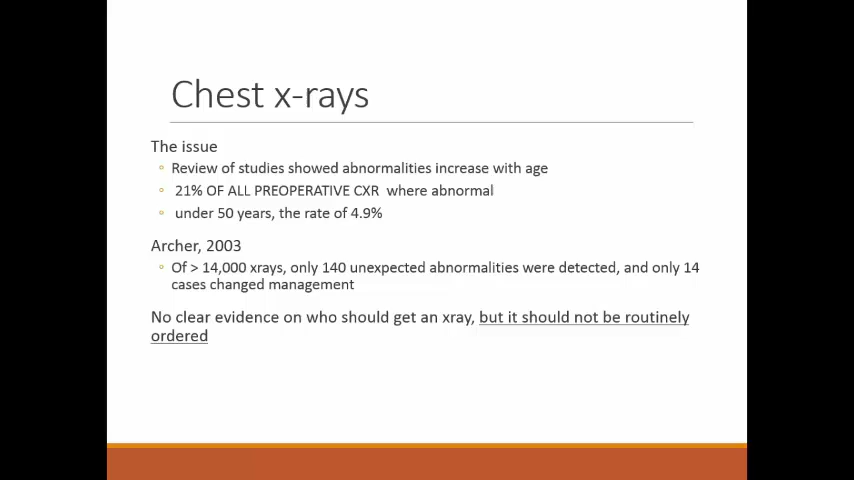 Chest x-rays
The issue
◦ Review of studies showed abnormalities increase with age
◦ 21% OF ALL PREOPERATIVE CXR where abnormal
◦ under 50 years, the rate of 4.9%
Archer, 2003
◦ Of > 14,000 xrays, only 140 unexpected abnormalities were detected, and only 14
cases changed management
No clear evidence on who should get an xray, but it should not be routinely
ordered